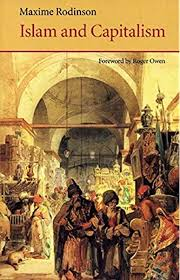 Maxime Rodinson
Islam and Capitalism
Foreword by Roger Owen